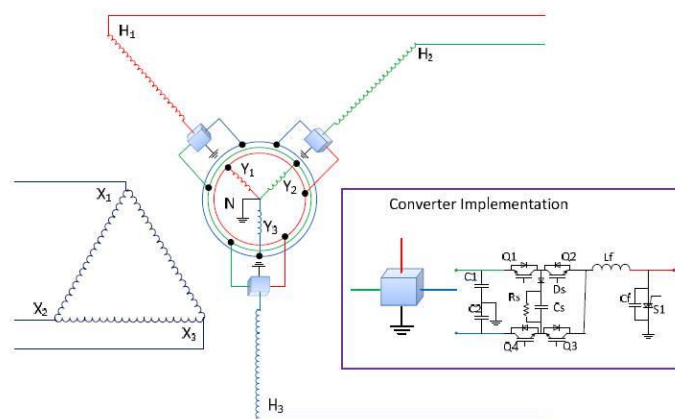 H1
H2
Y1
Y2
N
Y3
X1
X2
X3
H3
Converter Implementation
Q1
Q2
Lf
C1
Rs
Ds
Cs
Cf
S1
C2
Q4
Q3